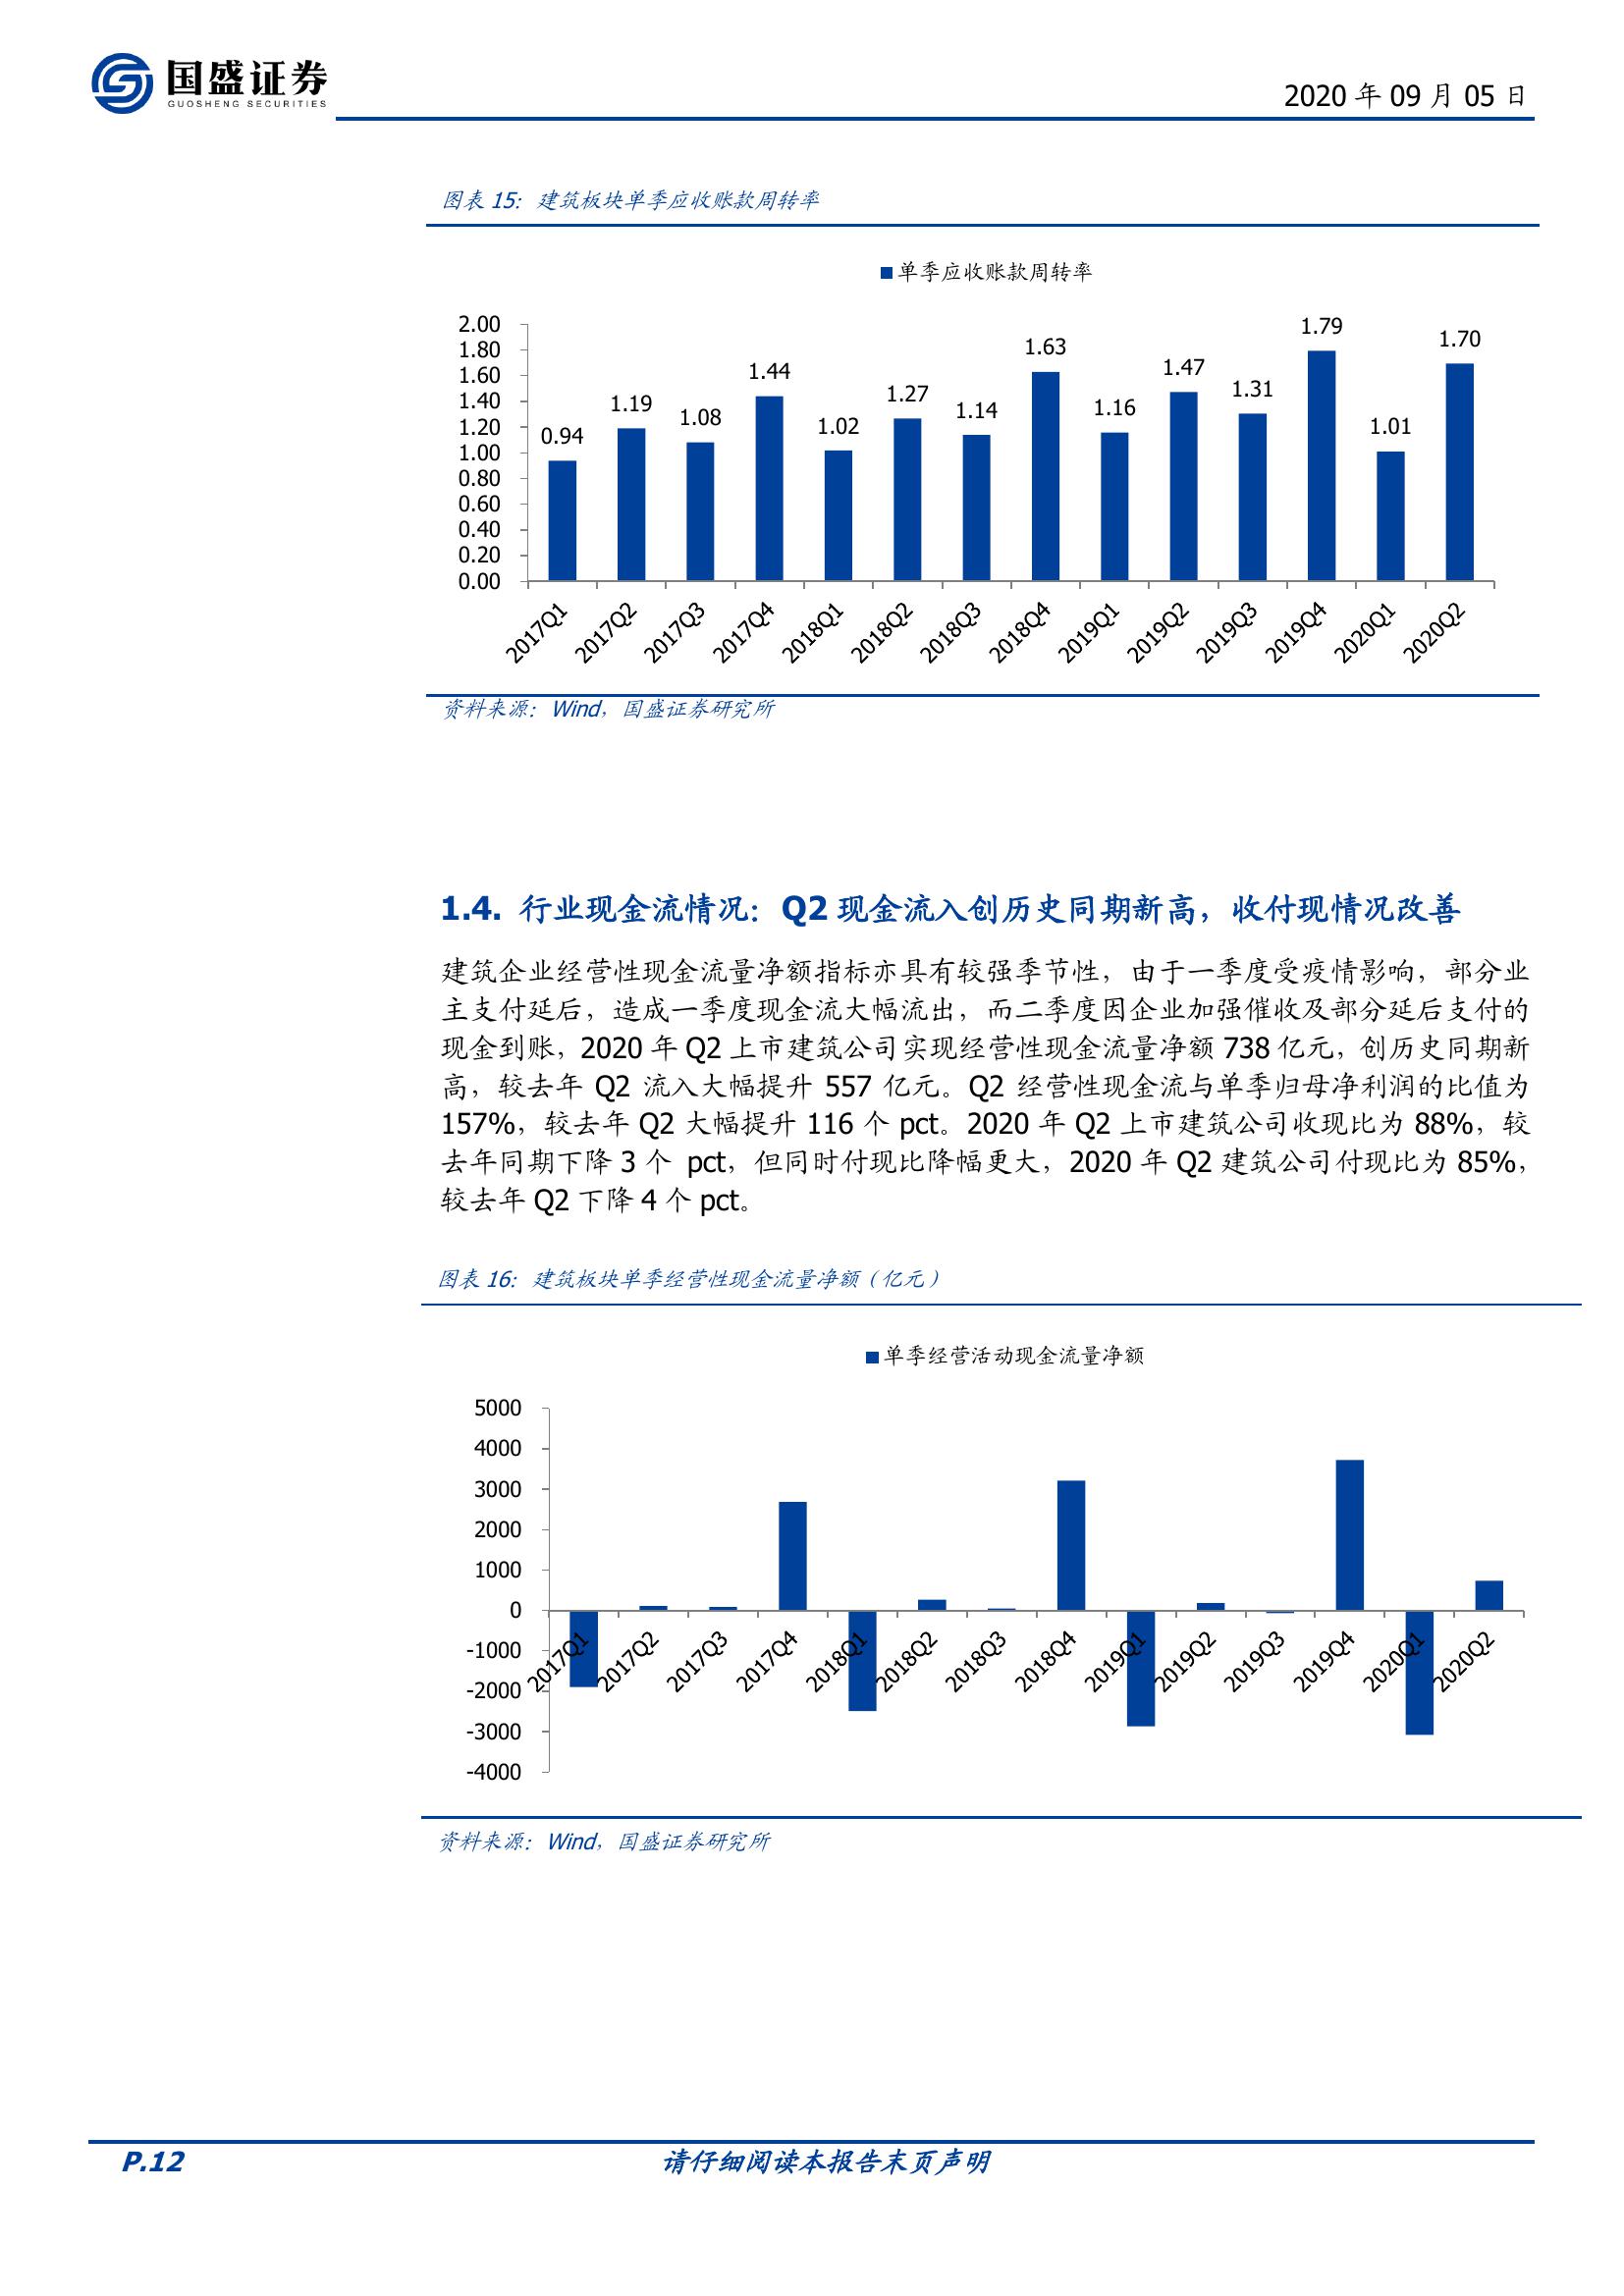 国盛证券
GUOSHENG SECURITIES
2020 年 09 月 05 日
图表 15：建筑板块单季应收账款周转率
单季应收账款周转率
2.00
1.80
1.60
1.40
1.20
1.00
0.80
0.60
0.40
0.20
0.00
0.94
1.19
1.08
1.44
1.02
1.27
1.14
1.63
1.16
1.47
1.31
1.79
1.01
1.70
2017Q1
2017Q2
2017Q3
2017Q4
2018Q1
2018Q2
2018Q3
2018Q4
2019Q1
2019Q2
2019Q3
2019Q4
2020Q1
2020Q2
资料来源：Wind，国盛证券研究所
1.4. 行业现金流情况：Q2 现金流入创历史同期新高，收付现情况改善
建筑企业经营性现金流量净额指标亦具有较强季节性，由于一季度受疫情影响，部分业
主支付延后，造成一季度现金流大幅流出，而二季度因企业加强催收及部分延后支付的
现金到账，2020 年 Q2 上市建筑公司实现经营性现金流量净额 738 亿元，创历史同期新
高，较去年 Q2 流入大幅提升 557 亿元。Q2 经营性现金流与单季归母净利润的比值为
157%，较去年 Q2 大幅提升 116 个 pct。2020 年 Q2 上市建筑公司收现比为 88%，较
去年同期下降 3 个 pct，但同时付现比降幅更大，2020 年 Q2 建筑公司付现比为 85%，
较去年 Q2 下降 4 个 pct。
图表 16：建筑板块单季经营性现金流量净额（亿元）
单季经营活动现金流量净额
5000
4000
3000
2000
1000
0
-1000
-2000
-3000
-4000
2017Q1
2017Q2
2017Q3
2017Q4
2018Q1
2018Q2
2018Q3
2018Q4
2019Q1
2019Q2
2019Q3
2019Q4
2020Q1
2020Q2
资料来源：Wind，国盛证券研究所
P.12
请仔细阅读本报告末页声明